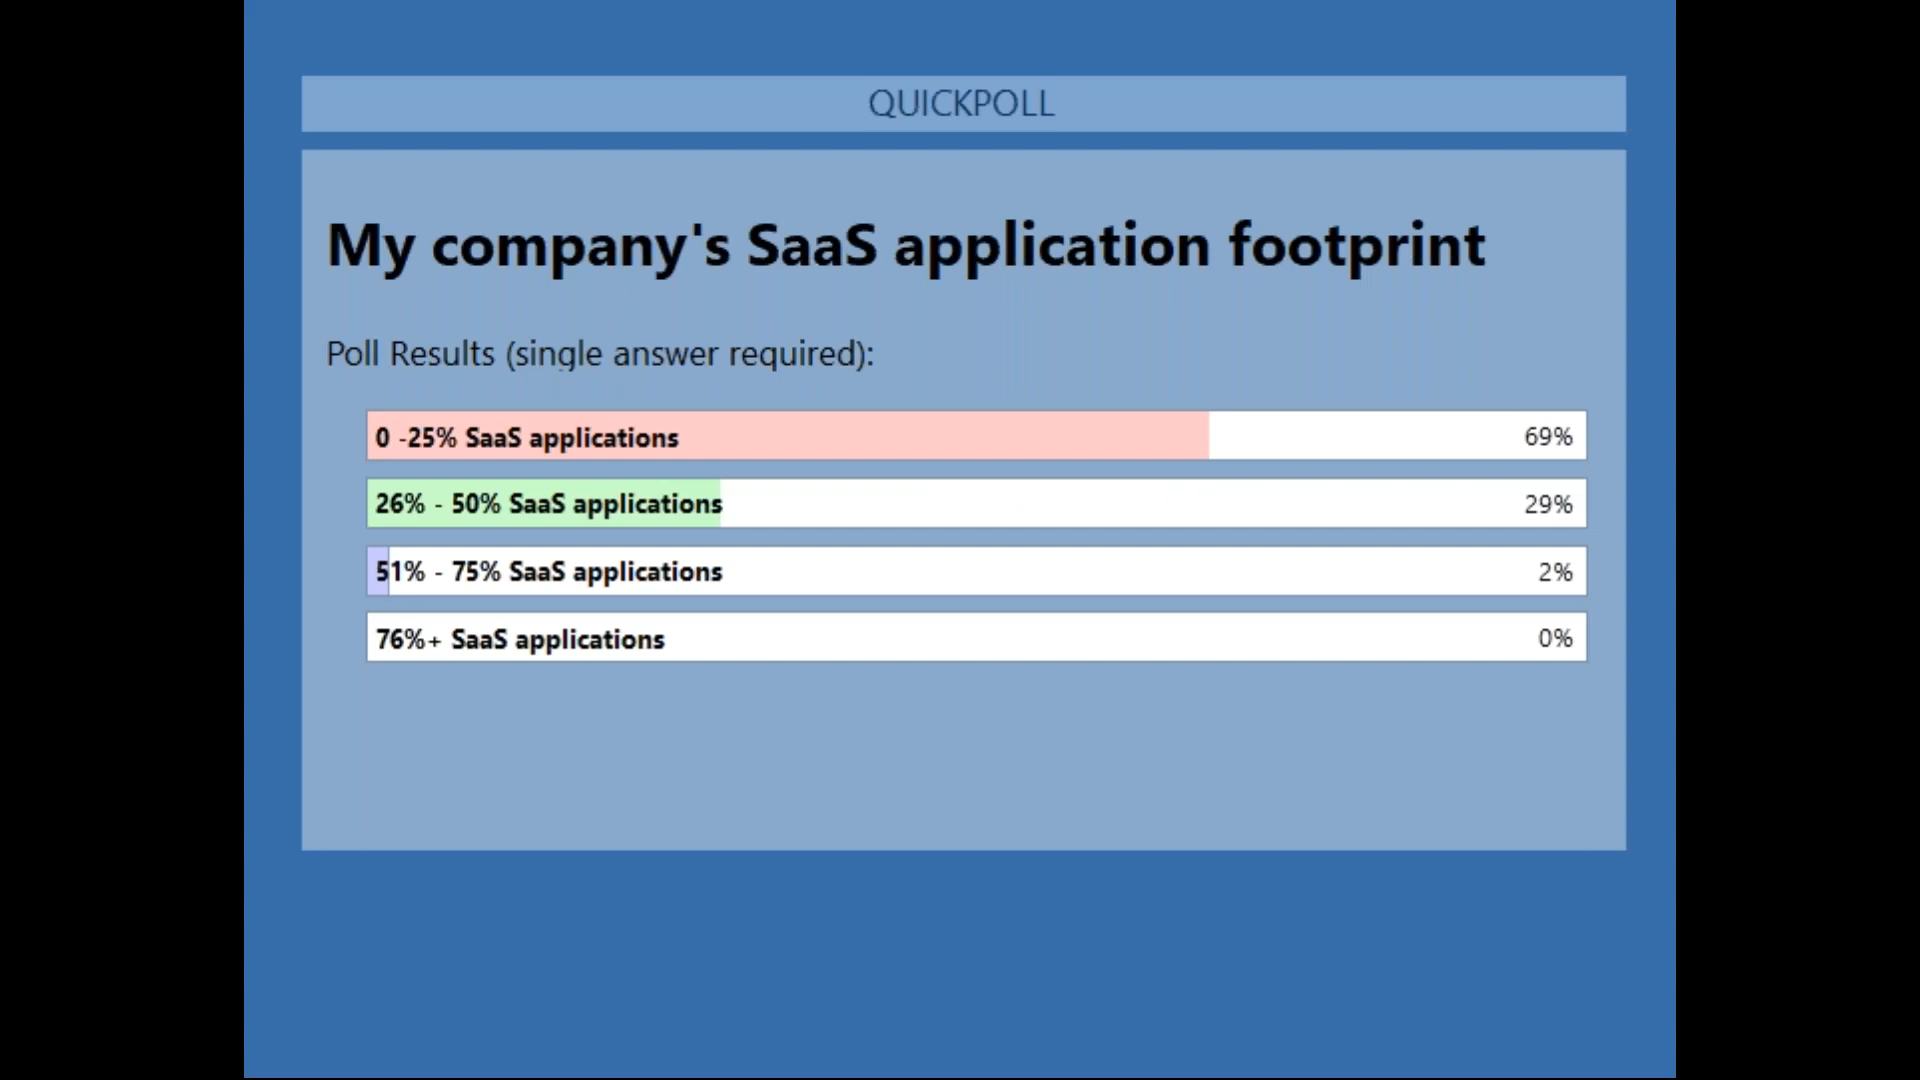 QUICKPOLL
My company's SaaS application footprint
Poll Results (single answer required):
0 -25% SaaS applications 69%
26% - 50% SaaS applications 29%
51% - 75% SaaS applications 2%
76%+ SaaS applications 0%